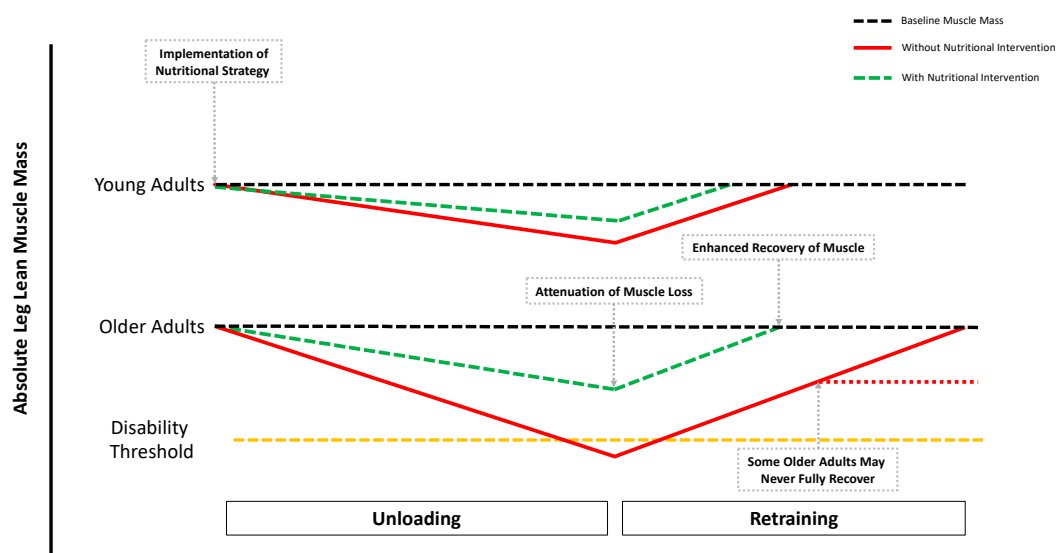 Baseline Muscle Mass
Without Nutritional Intervention
With Nutritional Intervention
Implementation of
Nutritional Strategy
Absolute Leg Lean Muscle Mass
Young Adults
Enhanced Recovery of Muscle
Attenuation of Muscle Loss
Older Adults
Disability
Threshold
Some Older Adults May
Never Fully Recover
Unloading
Retraining